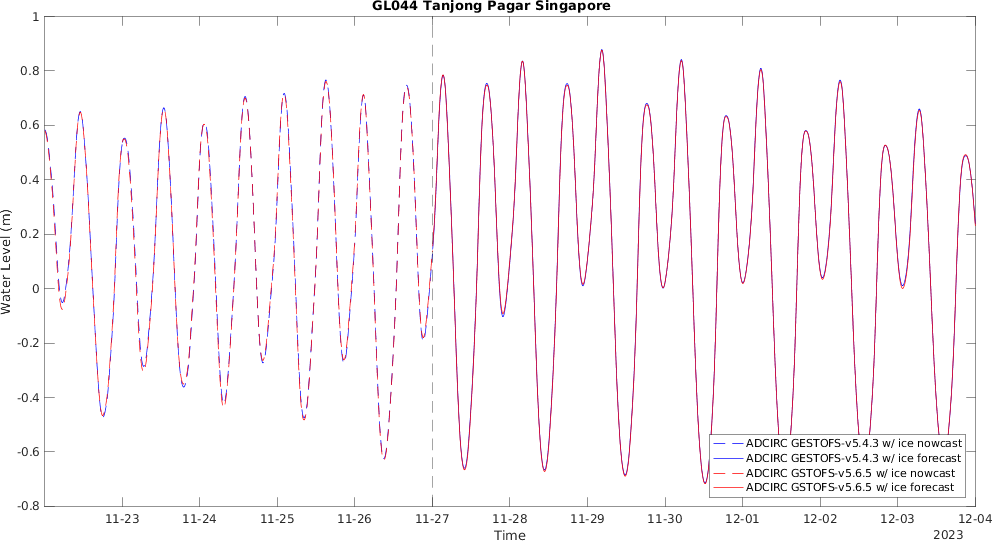 GL044 Tanjong Pagar Singapore
1
0.8
0.6
0.4
0.2
0
-0.2
-0.4
-0.6
-0.8
Water Level (m)
ADCIRC GESTOFS-v5.4.3 w/ ice nowcast
ADCIRC GESTOFS-v5.4.3 w/ ice forecast
ADCIRC GSTOFS-v5.6.5 w/ ice nowcast
ADCIRC GSTOFS-v5.6.5 w/ ice forecast
11-23 11-24 11-25 11-26 11-27 11-28 11-29 11-30 12-01 12-02 12-03 12-04
Time 2023